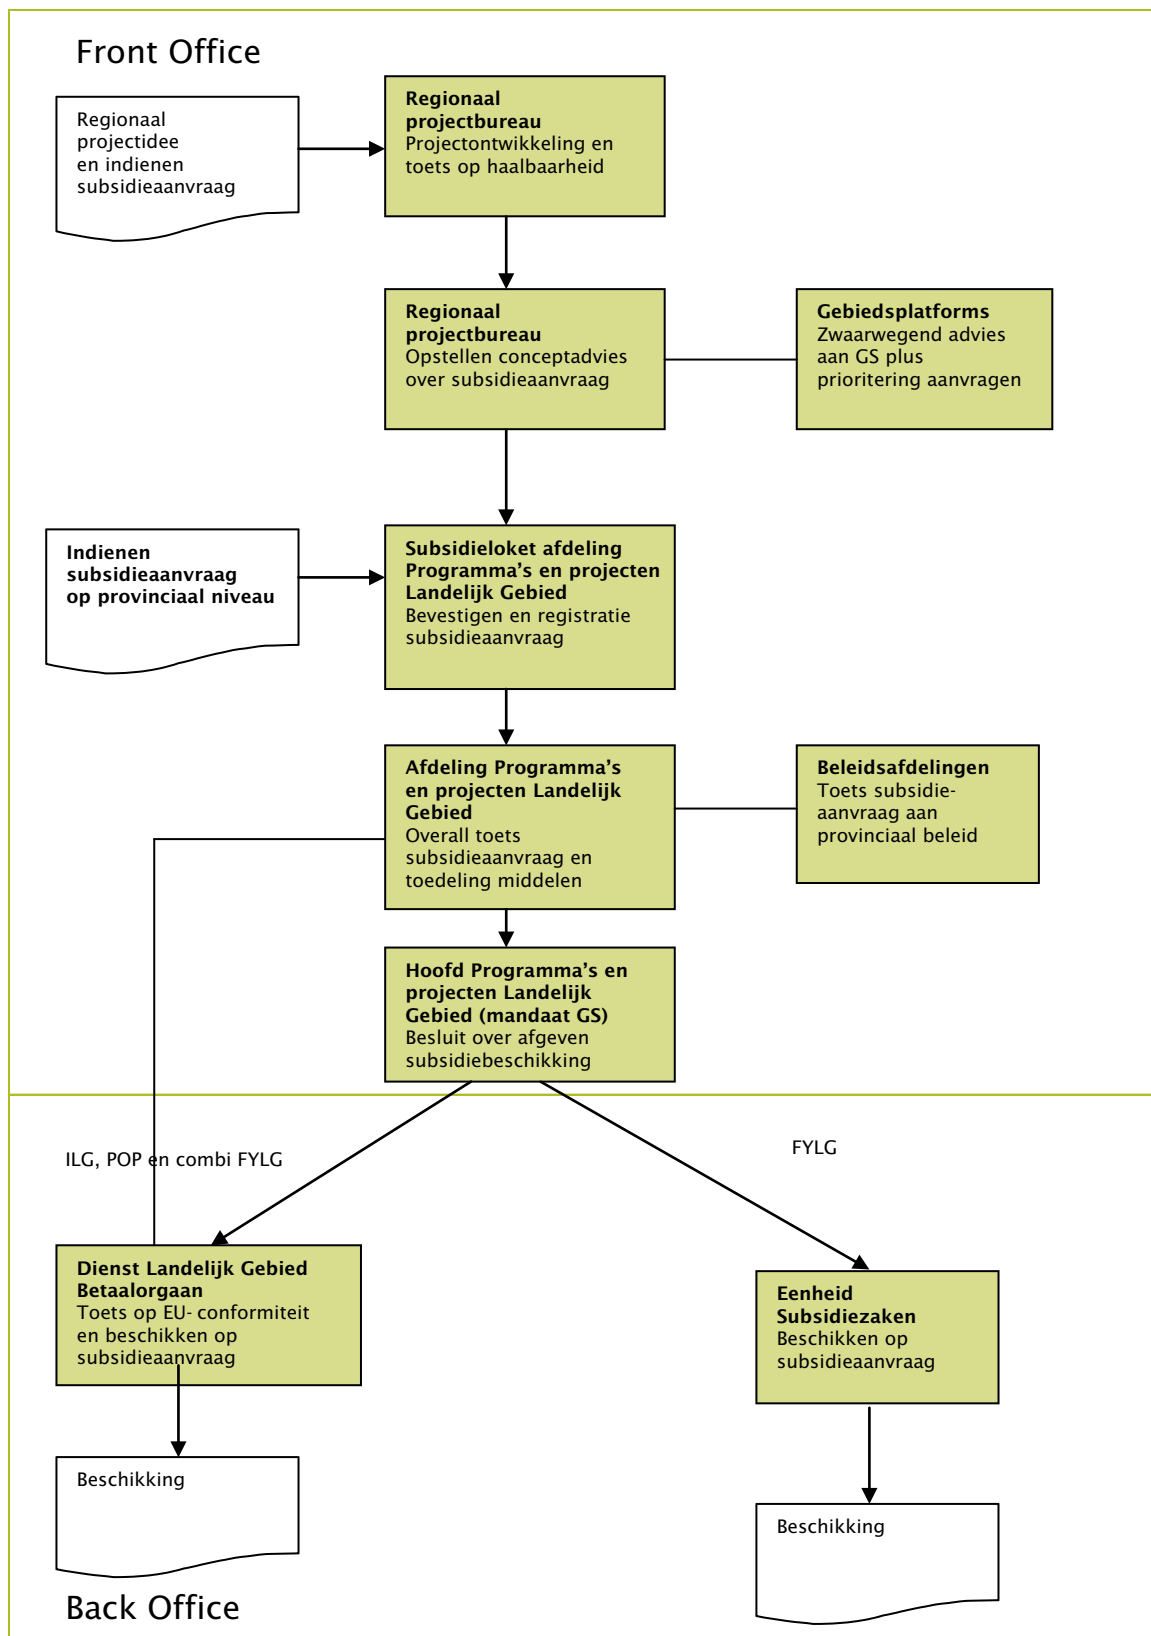 Front Office
Regionaal
projectidee
en indienen
subsidieaanvraag
Regionaal
projectbureau
Projectontwikkeling en
toets op haalbaarheid
Regionaal
projectbureau
Opstellen conceptadvies
over subsidieaanvraag
Gebiedsplatforms
Zwaarwegend advies
aan GS plus
prioritering aanvragen
Indienen
subsidieaanvraag
op provinciaal niveau
Subsidieloket afdeling
Programma’s en projecten
Landelijk Gebied
Bevestigen en registratie
subsidieaanvraag
Afdeling Programma’s
en projecten Landelijk
Gebied
Overall toets
subsidieaanvraag en
toedeling middelen
Beleidsafdelingen
Toets subsidie-
aanvraag aan
provinciaal beleid
Hoofd Programma’s en
projecten Landelijk
Gebied (mandaat GS)
Besluit over afgeven
subsidiebeschikking
ILG, POP en combi FYLG
FYLG
Dienst Landelijk Gebied
Betaalorgaan
Toets op EU- conformiteit
en beschikken op
subsidieaanvraag
Eenheid
Subsidiezaken
Beschikken op
subsidieaanvraag
Beschikking
Beschikking
Back Office